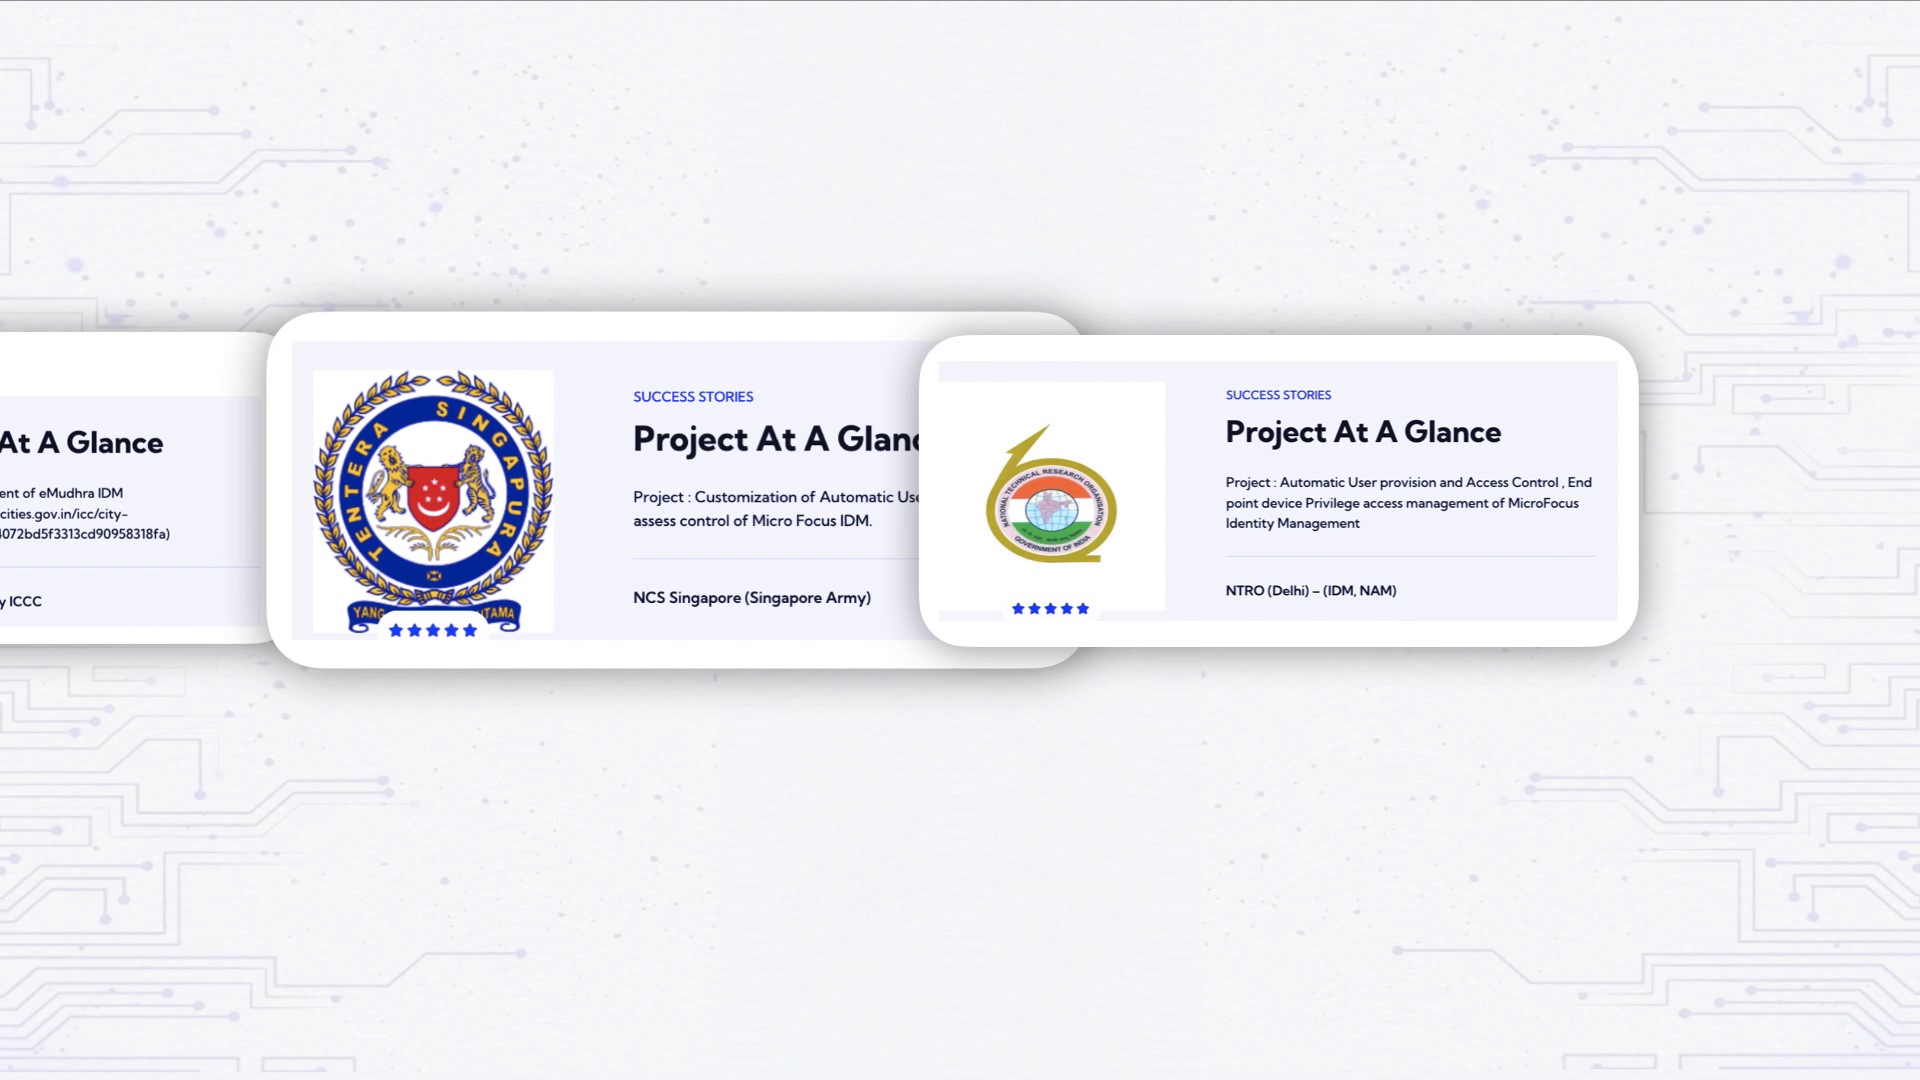 At A Glance
ent of eMudhra IDM
cities.gov.in/icc/city-
4072bd5f3313cd90958318fa)
y ICCC
TENTERA SINGAPURA
YANG UTAMA
SUCCESS STORIES
Project At A Glanc
Project : Customization of Automatic Use
assess control of Micro Focus IDM.
NCS Singapore (Singapore Army)
NATIONAL TECHNICAL RESEARCH ORGANISATION
GOVERNMENT OF INDIA
SUCCESS STORIES
Project At A Glance
Project : Automatic User provision and Access Control , End
point device Privilege access management of MicroFocus
Identity Management
NTRO (Delhi) – (IDM, NAM)